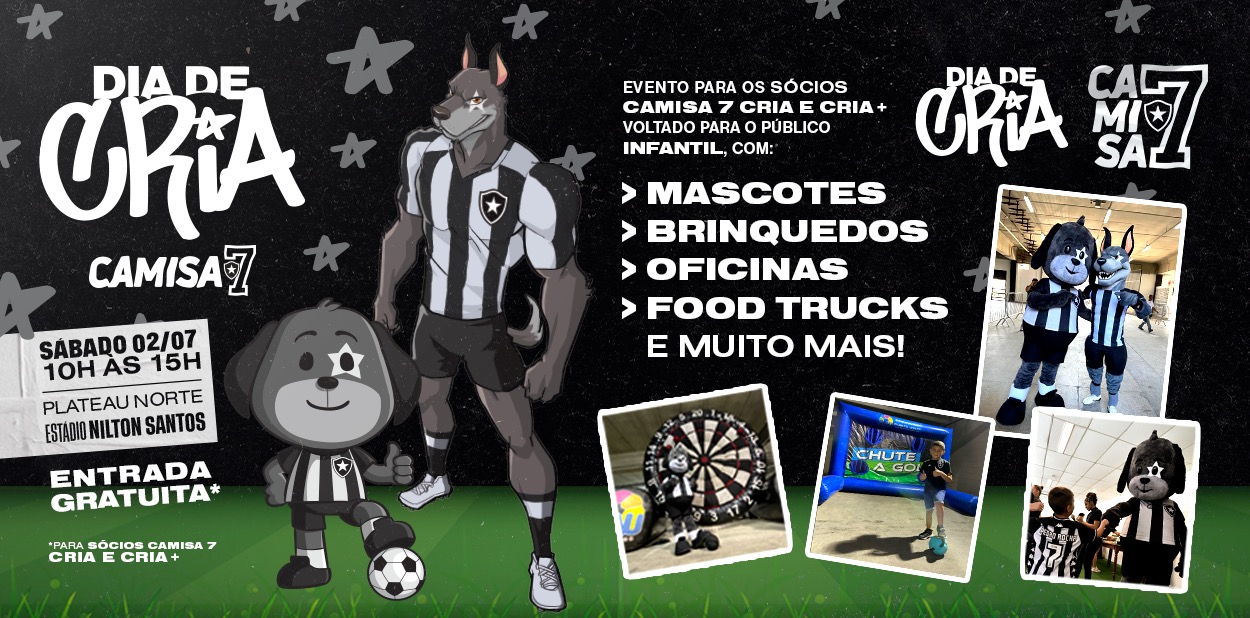 DIA DE
CRIA
CAMISA 7
SÁBADO 02/07
10H ÀS 15H
PLATEAU NORTE
ESTÁDIO NILTON SANTOS
ENTRADA
GRATUITA*
*PARA SÓCIOS CAMISA 7
CRIA E CRIA+
EVENTO PARA OS SÓCIOS
CAMISA 7 CRIA E CRIA+
VOLTADO PARA O PÚBLICO
INFANTIL, COM:
> MASCOTES
> BRINQUEDOS
> OFICINAS
> FOOD TRUCKS
E MUITO MAIS!
DIA DE
CRIA
CA
MI
SA 7
CHUTE
A GOL